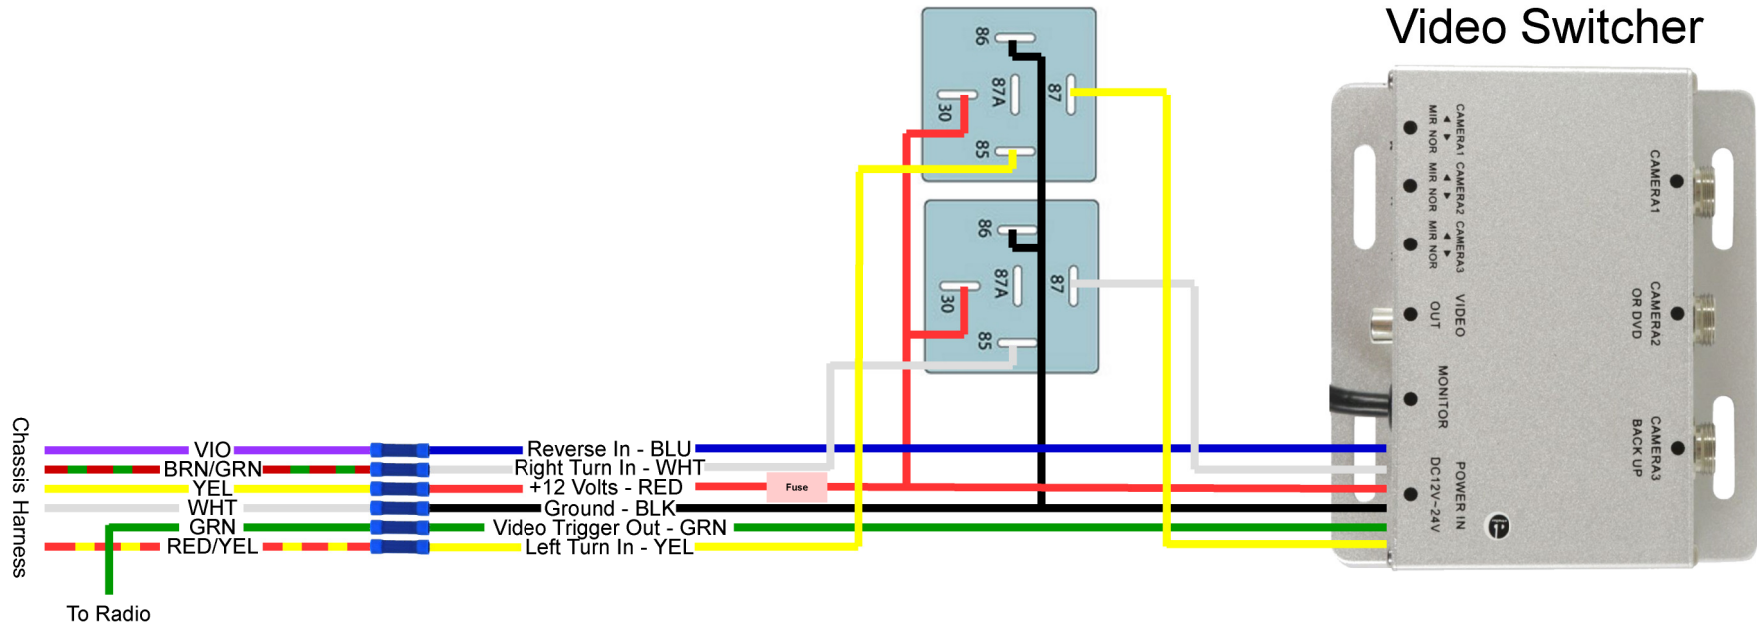 Video Switcher
86
87A
87
30
85
86
87A
87
30
85
CAMERA1
MIR NOR
CAMERA2
MIR NOR
CAMERA3
MIR NOR
VIDEO
OUT
MONITOR
POWER IN
DC12V~24V
e
CAMERA1
CAMERA2
OR DVD
CAMERA3
BACK UP
Chassis Harness
VIO
Reverse In - BLU
BRN/GRN
Right Turn In - WHT
YEL
+12 Volts - RED
Fuse
WHT
Ground - BLK
GRN
Video Trigger Out - GRN
RED/YEL
Left Turn In - YEL
To Radio